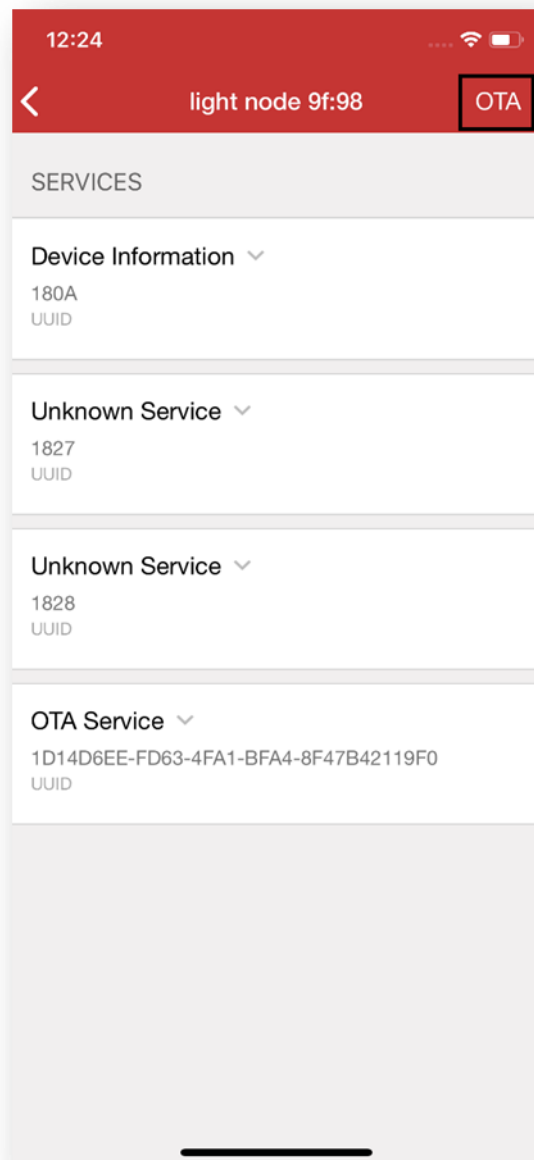 12:24
light node 9f:98
OTA
SERVICES
Device Information
180A
UUID
Unknown Service
1827
UUID
Unknown Service
1828
UUID
OTA Service
1D14D6EE-FD63-4FA1-BFA4-8F47B42119F0
UUID